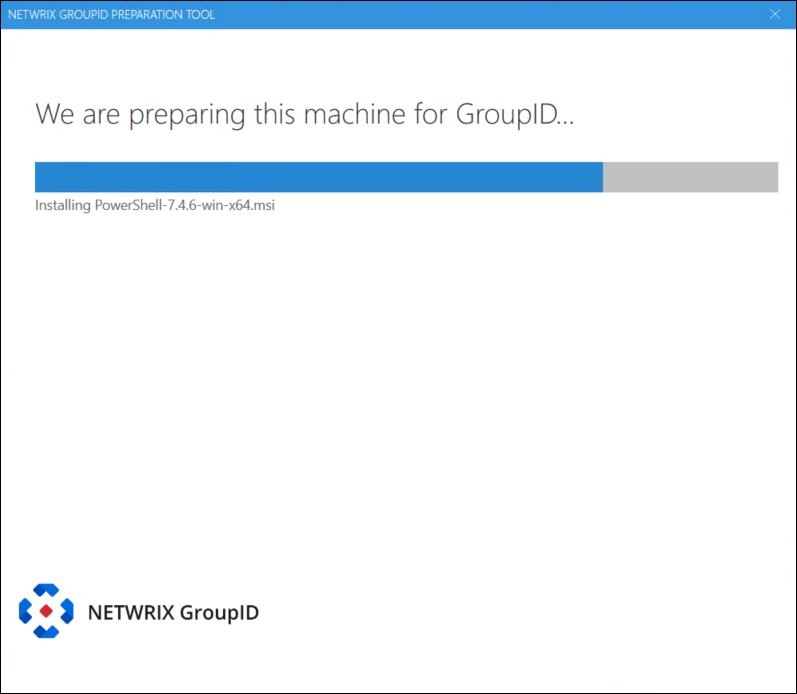 NETWRIX GROUPID PREPARATION TOOL
We are preparing this machine for GroupID...
Installing PowerShell-7.4.6-win-x64.msi
NETWRIX GroupID